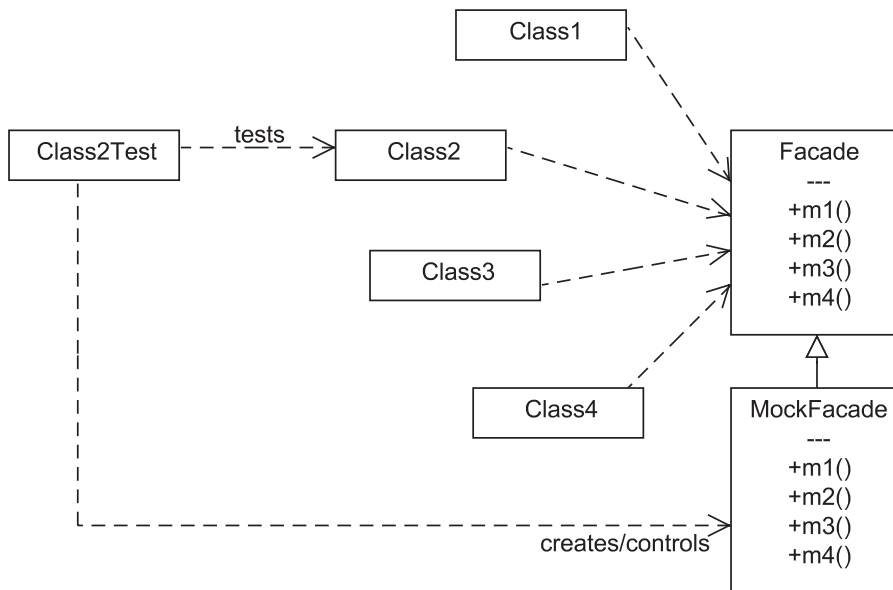 Class1
tests
Class2Test
Class2
Facade
---
+m1()
+m2()
+m3()
+m4()
Class3
Class4
MockFacade
---
+m1()
+m2()
+m3()
+m4()
creates/controls